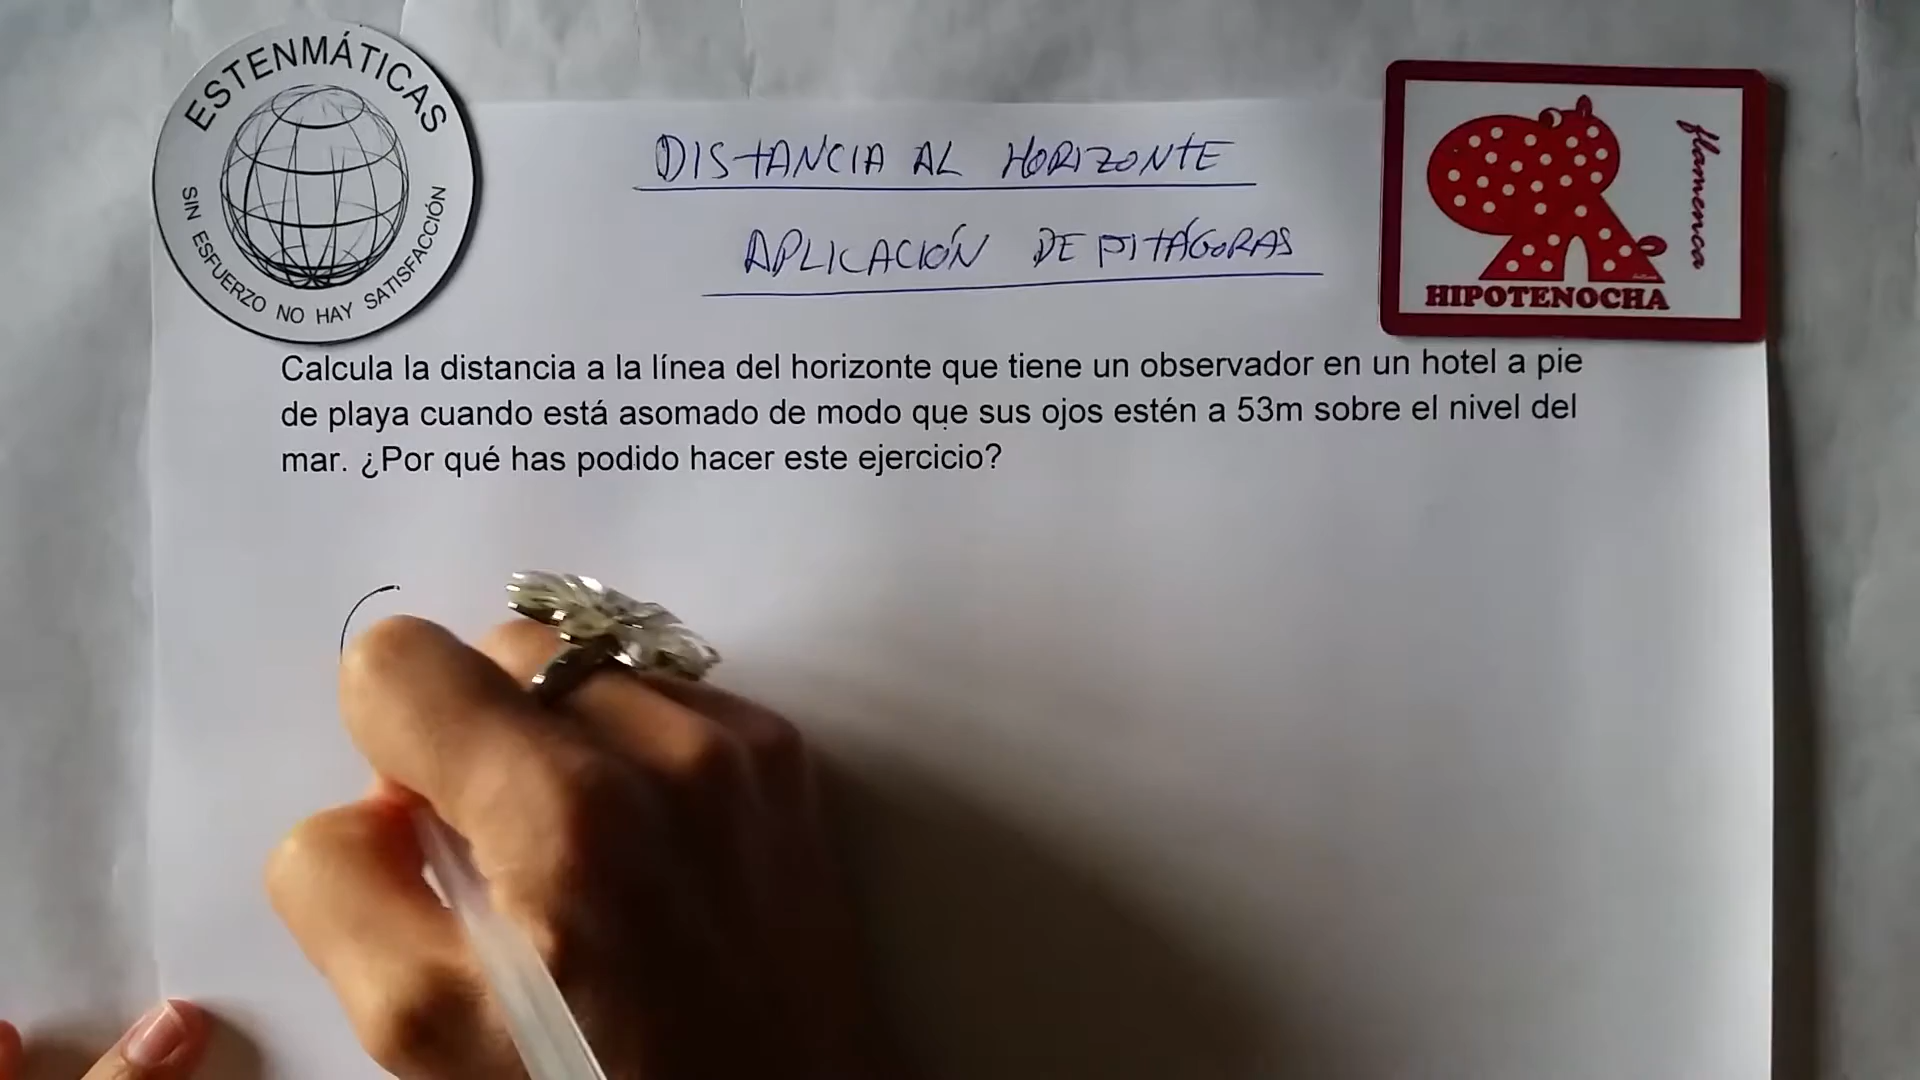 ESTENMÁTICAS
SIN ESFUERZO NO HAY SATISFACCIÓN
DISTANCIA AL HORIZONTE
APLICACIÓN DE PITÁGORAS
flamenca
HIPOTENOCHA
Calcula la distancia a la línea del horizonte que tiene un observador en un hotel a pie
de playa cuando está asomado de modo que sus ojos estén a 53m sobre el nivel del
mar. ¿Por qué has podido hacer este ejercicio?